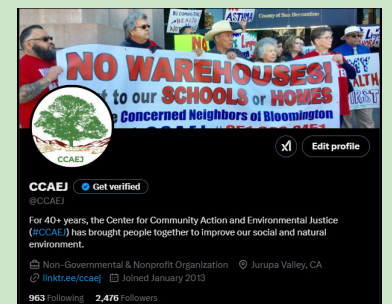 ASTHMA
County of San Bernardino
NO
NO WAREHOUSES!
to our SCHOOLS or HOMES
Concerned Neighbors of Bloomington
CCAEJ
Edit profile
CCAEJ Get verified
@CCAEJ
For 40+ years, the Center for Community Action and Environmental Justice
(#CCAEJ) has brought people together to improve our social and natural
environment.
Non-Governmental & Nonprofit Organization Jurupa Valley, CA
linktr.ee/ccaej Joined January 2013
963 Following 2,476 Followers